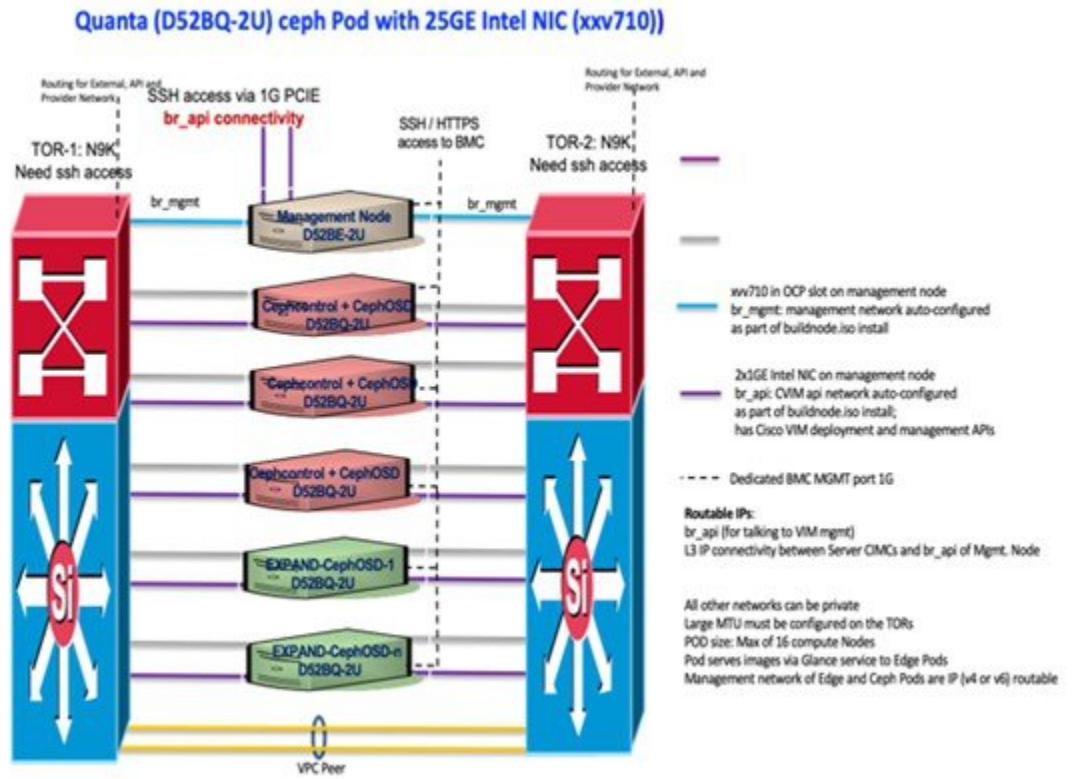 Quanta (D52BQ-2U) ceph Pod with 25GE Intel NIC (xxv710))
Routing for External, API and
Provider Network
SSH access via 1G PCIE
br_api connectivity
SSH / HTTPS
access to BMC
Routing for External, API and
Provider Network
TOR-1: N9K
Need ssh access
TOR-2: N9K
Need ssh access
br_mgmt
br_mgmt
Management Node
D52BE-2U
Cephcontrol + CephOSD
D52BQ-2U
Cephcontrol + CephOSD
D52BQ-2U
Cephcontrol + CephOSD
D52BQ-2U
EXPAND-CephOSD-1
D52BQ-2U
EXPAND-CephOSD-n
D52BQ-2U
Si
Si
VPC Peer
xvv710 in OCP slot on management node
br_mgmt: management network auto-configured
as part of buildnode.iso install
2x1GE Intel NIC on management node
br_api: CVIM api network auto-configured
as part of buildnode.iso install;
has Cisco VIM deployment and management APIs
Dedicated BMC MGMT port 1G
Routable IPs:
br_api (for talking to VIM mgmt)
L3 IP connectivity between Server CIMCs and br_api of Mgmt. Node
All other networks can be private
Large MTU must be configured on the TORs
POD size: Max of 16 compute Nodes
Pod serves images via Glance service to Edge Pods
Management network of Edge and Ceph Pods are IP (v4 or v6) routable